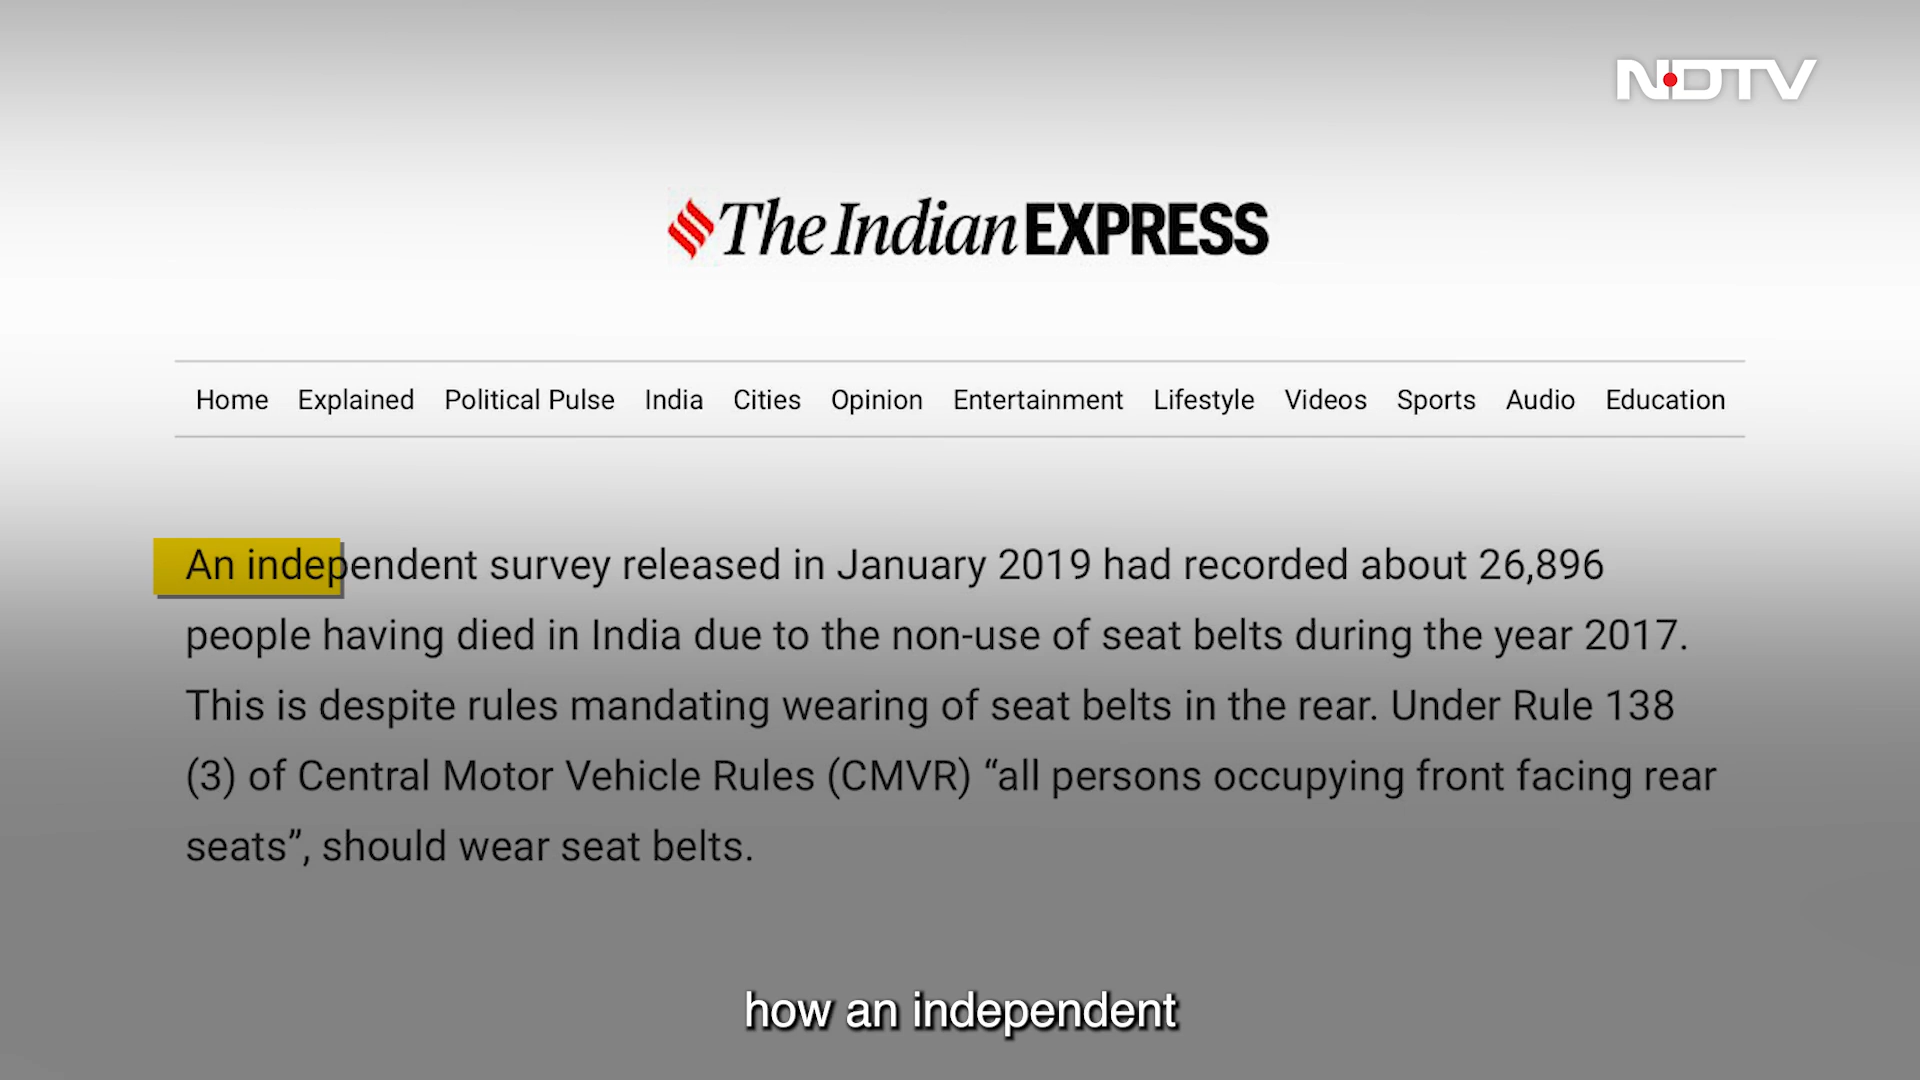 NDTV
The Indian EXPRESS
Home Explained Political Pulse India Cities Opinion Entertainment Lifestyle Videos Sports Audio Education
An independent survey released in January 2019 had recorded about 26,896
people having died in India due to the non-use of seat belts during the year 2017.
This is despite rules mandating wearing of seat belts in the rear. Under Rule 138
(3) of Central Motor Vehicle Rules (CMVR) “all persons occupying front facing rear
seats”, should wear seat belts.
how an independent